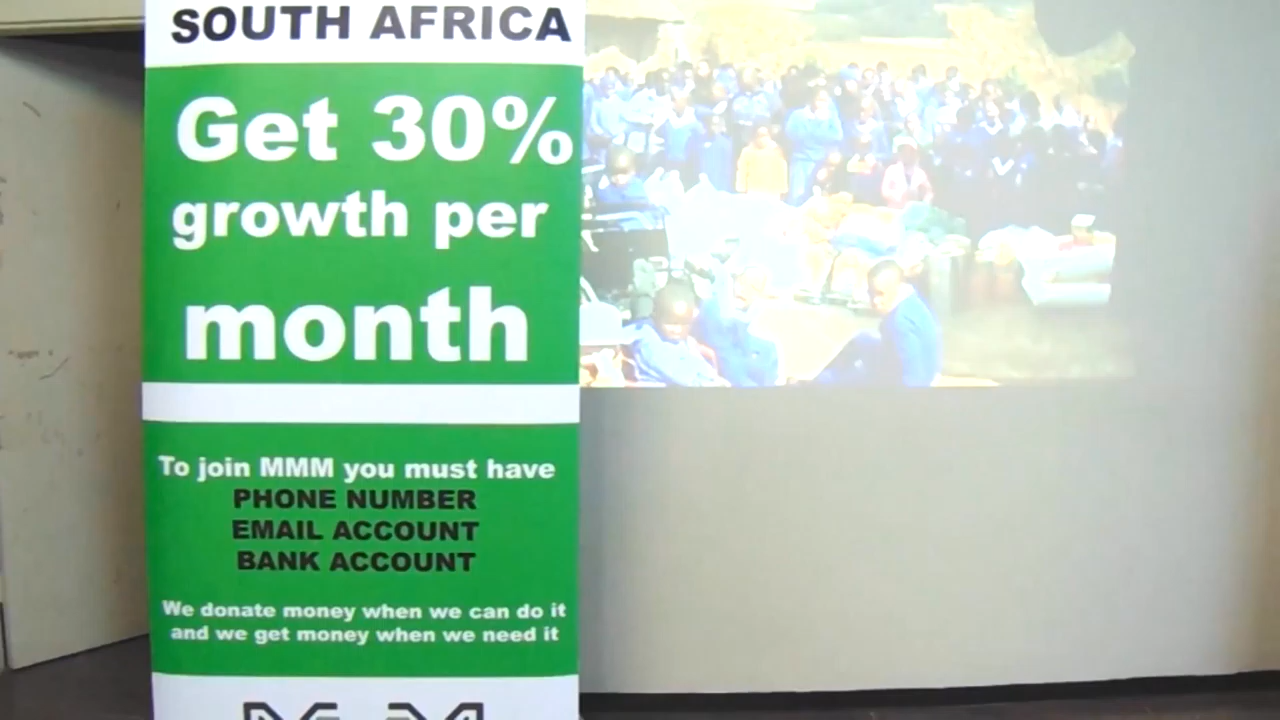 SOUTH AFRICA
Get 30%
growth per
month
To join MMM you must have
PHONE NUMBER
EMAIL ACCOUNT
BANK ACCOUNT
We donate money when we can do it
and we get money when we need it